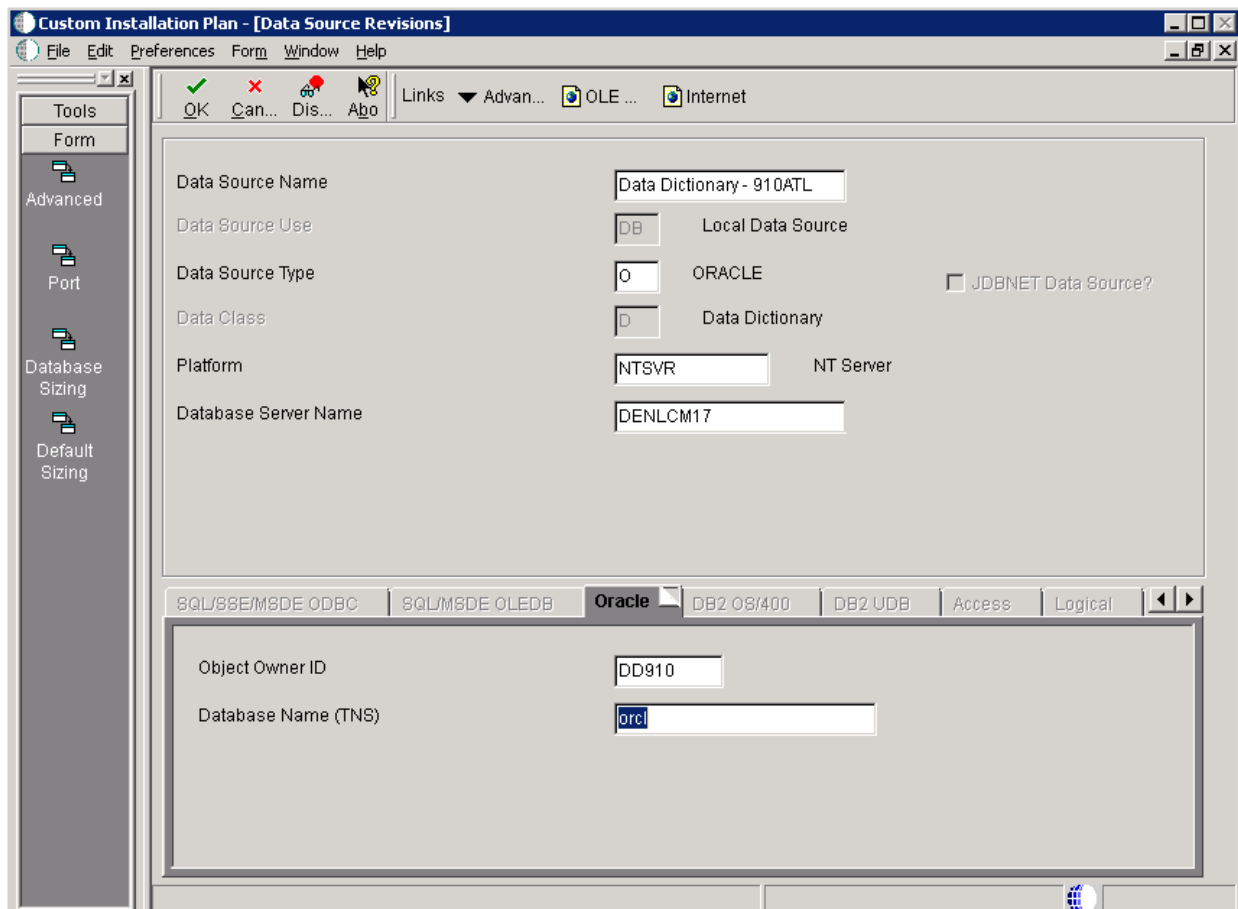 Custom Installation Plan - [Data Source Revisions]
File Edit Preferences Form Window Help
Tools
Form
Advanced
Port
Database
Sizing
Default
Sizing
OK Can... Dis... Abo Links Advan... OLE ... Internet
Data Source Name Data Dictionary - 910ATL
Data Source Use DB Local Data Source
Data Source Type O ORACLE JDBNET Data Source?
Data Class D Data Dictionary
Platform NTSVR NT Server
Database Server Name DENLCM17
SQL/SSE/MSDE ODBC SQL/MSDE OLEDB Oracle DB2 OS/400 DB2 UDB Access Logical
Object Owner ID DD910
Database Name (TNS) orcl